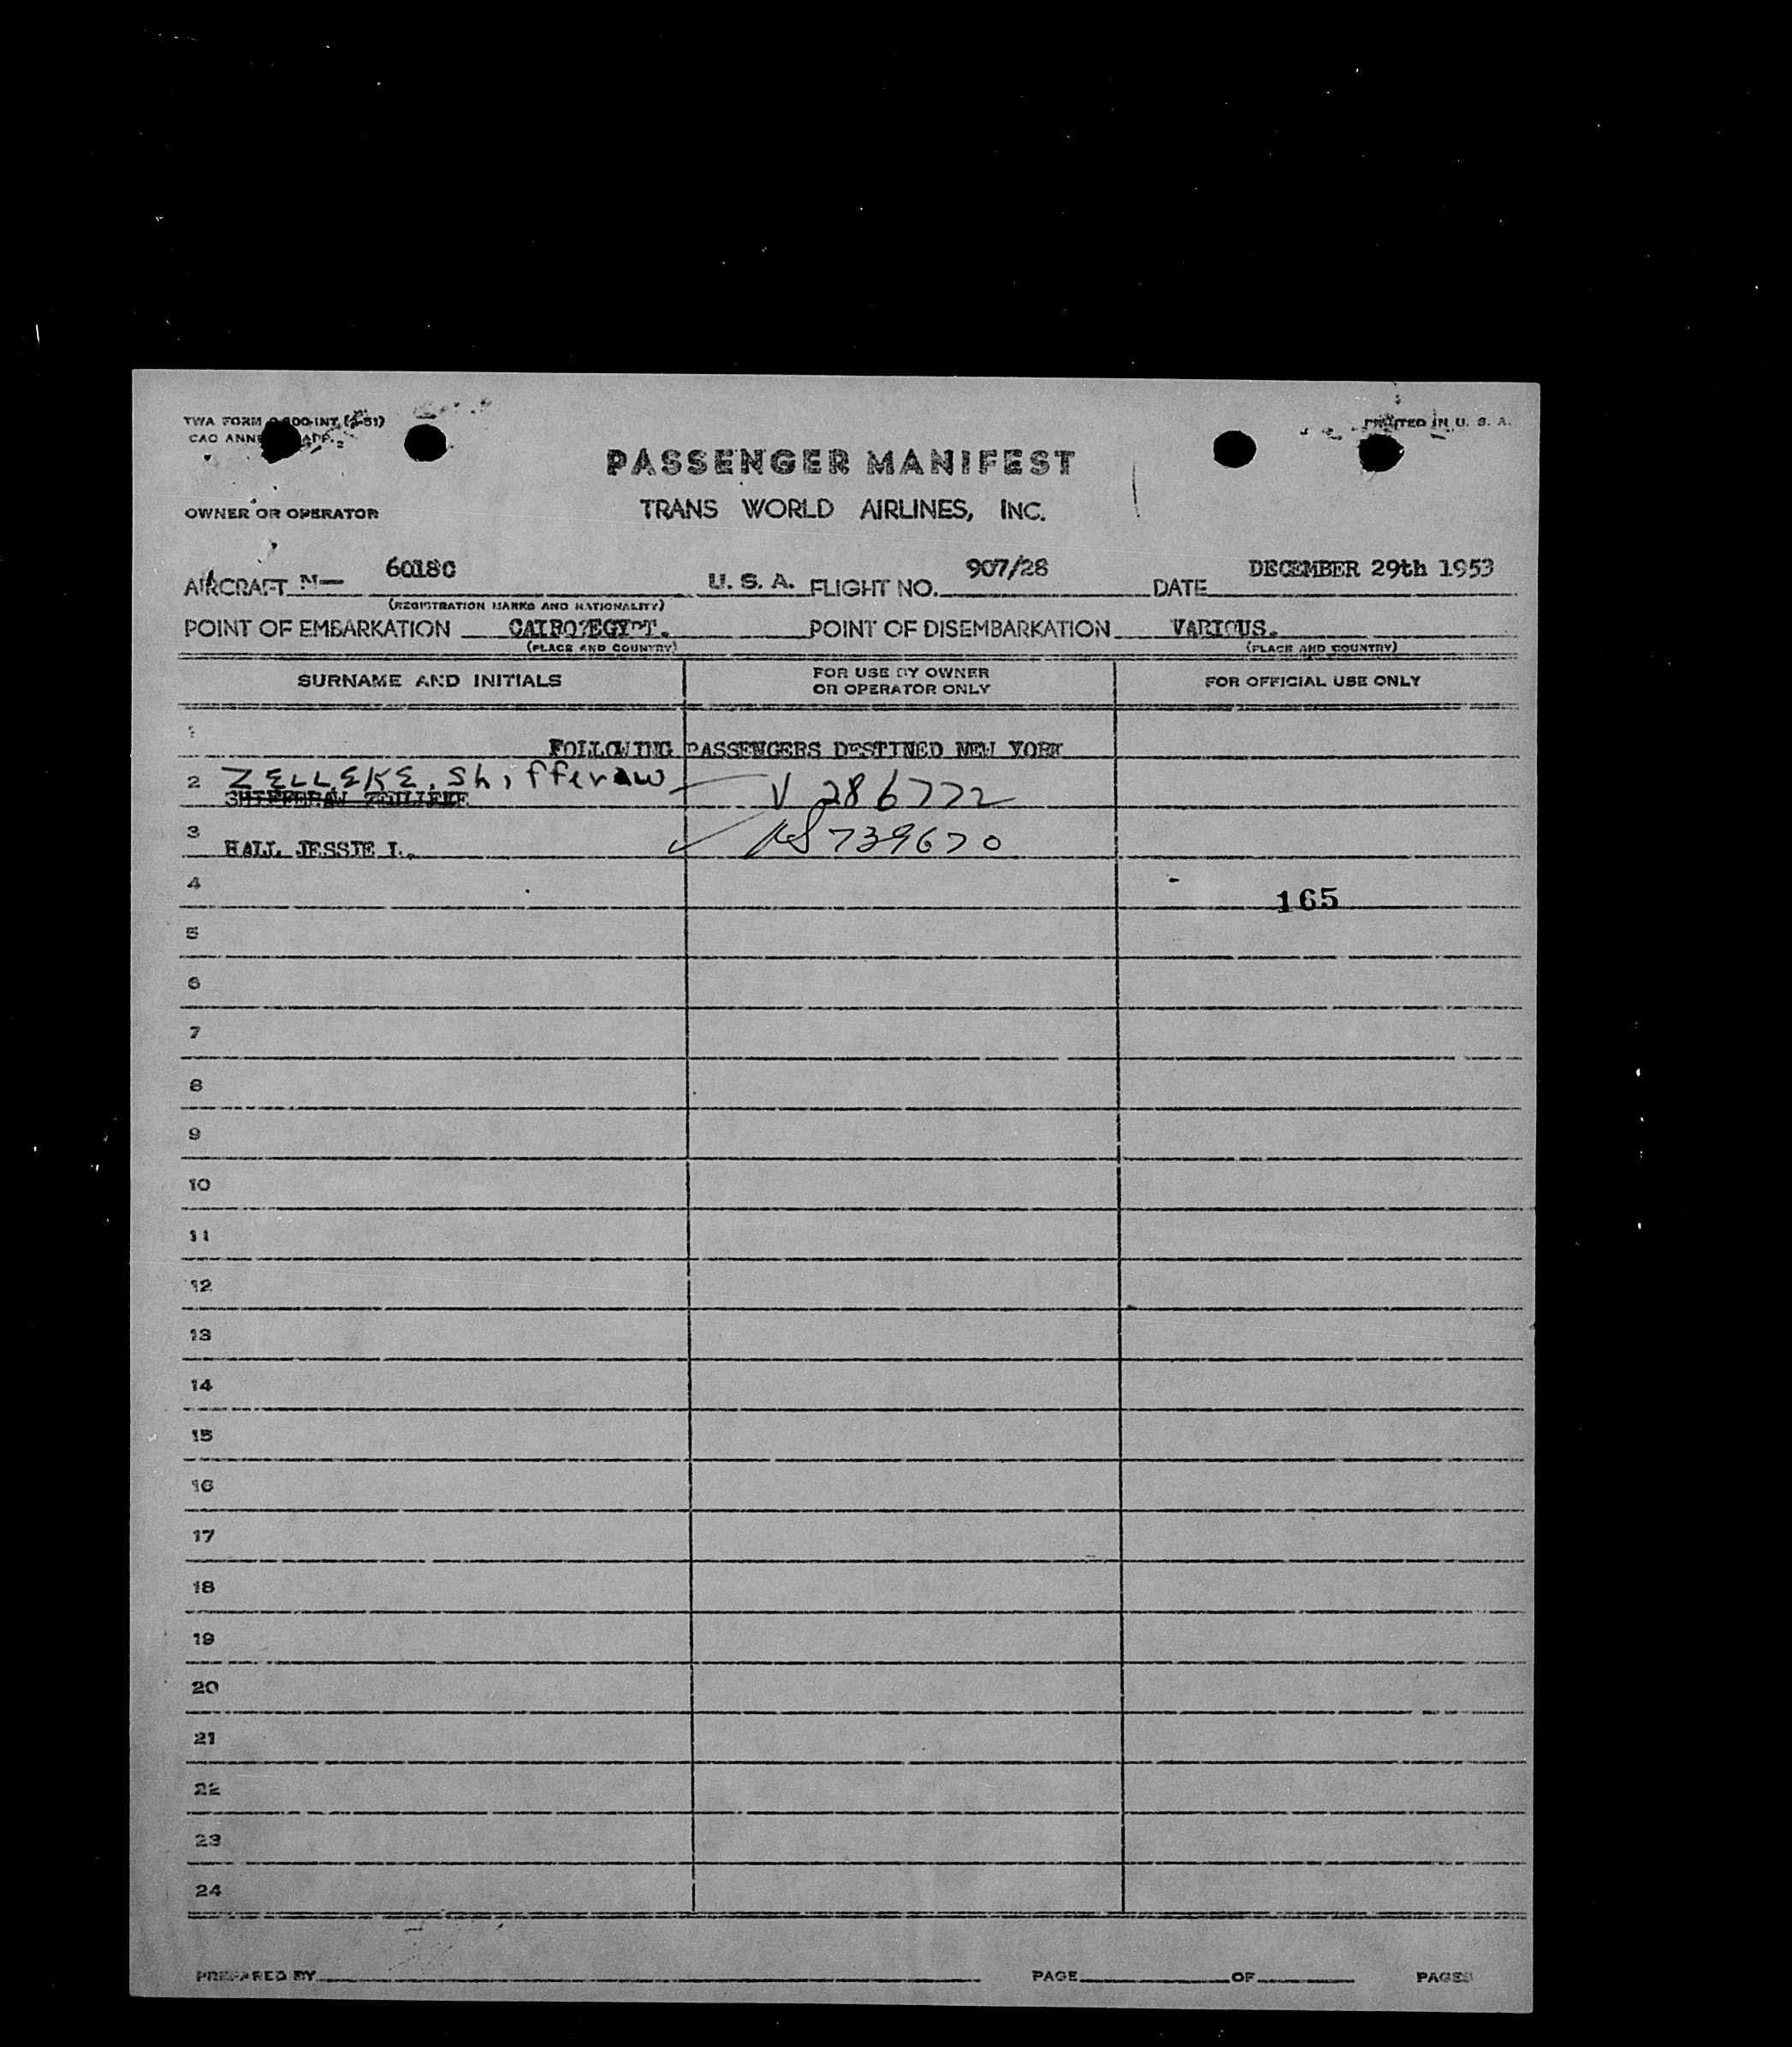 TWA FORM
CAO
PRINTED IN U. S. A.
PASSENGER MANIFEST
OWNER OR OPERATOR
TRANS WORLD AIRLINES, INC.
AIRCRAFT N— 6018C U. S. A. FLIGHT NO. 907/28 DATE DECEMBER 29th 1953
(REGISTRATION MARKS AND NATIONALITY)
POINT OF EMBARKATION CAIRO?EGYPT. POINT OF DISEMBARKATION VARIOUS.
(PLACE AND COUNTRY) (PLACE AND COUNTRY)
SURNAME AND INITIALS FOR USE BY OWNER OR OPERATOR ONLY FOR OFFICIAL USE ONLY
1 FOLLOWING PASSENGERS DESTINED NEW YORK
2 ZELLEKE, Shifferaw V 286772
3 HALL JESSIE I. 739670
4 165
5
6
7
8
9
10
11
12
13
14
15
16
17
18
19
20
21
22
23
24
PREPARED BY PAGE OF PAGES